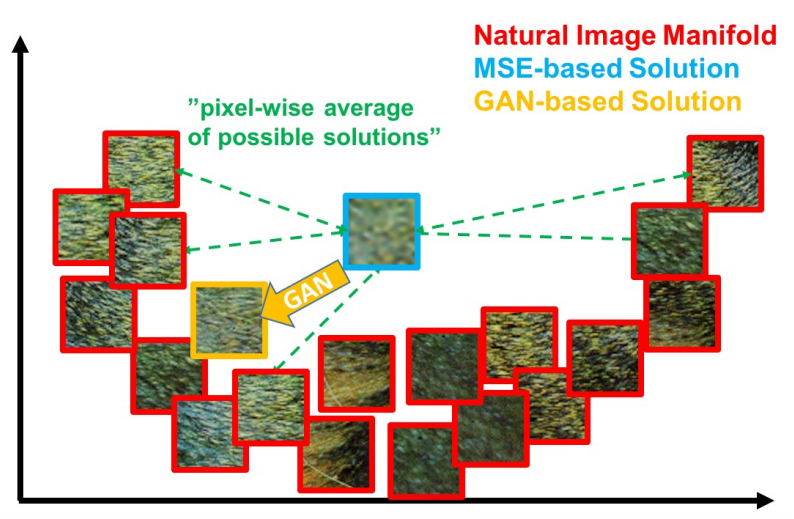 Natural Image Manifold
MSE-based Solution
GAN-based Solution
”pixel-wise average
of possible solutions”
GAN